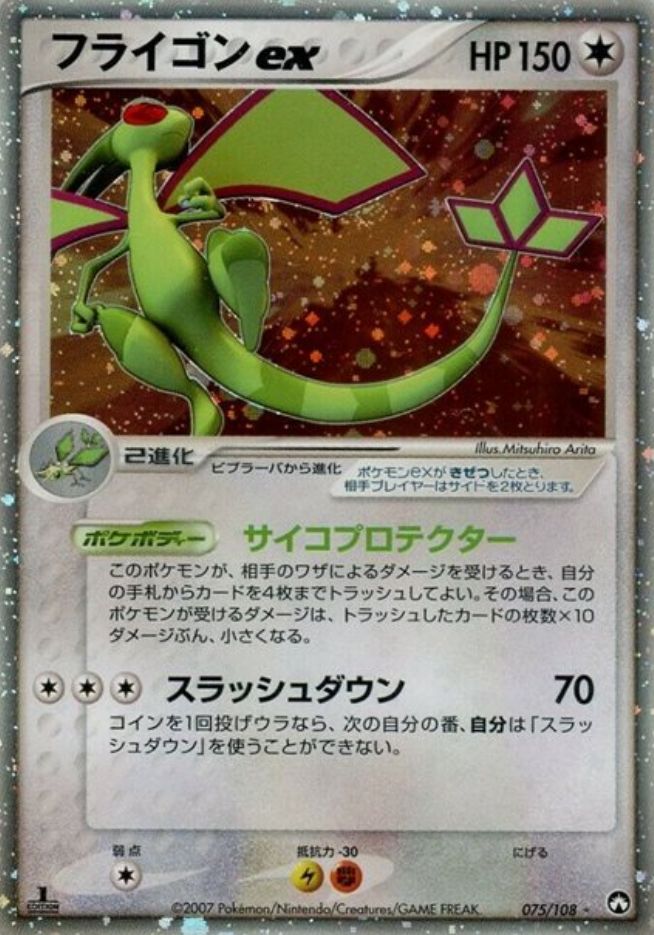 フライゴンex HP150
Illus.Mitsuhiro Arita
2進化 ビブラーバから進化
ポケモンexがきぜつしたとき、
相手プレイヤーはサイドを2枚とります。
ポケボディー サイコプロテクター
このポケモンが、相手のワザによるダメージを受けるとき、自分
の手札からカードを4枚までトラッシュしてよい。その場合、この
ポケモンが受けるダメージは、トラッシュしたカードの枚数×10
ダメージぶん、小さくなる。
スラッシュダウン 70
コインを1回投げウラなら、次の自分の番、自分は「スラッ
シュダウン」を使うことができない。
弱点 抵抗力 -30 にげる
1
EDITION
©2007 Pokémon/Nintendo/Creatures/GAME FREAK. 075/108